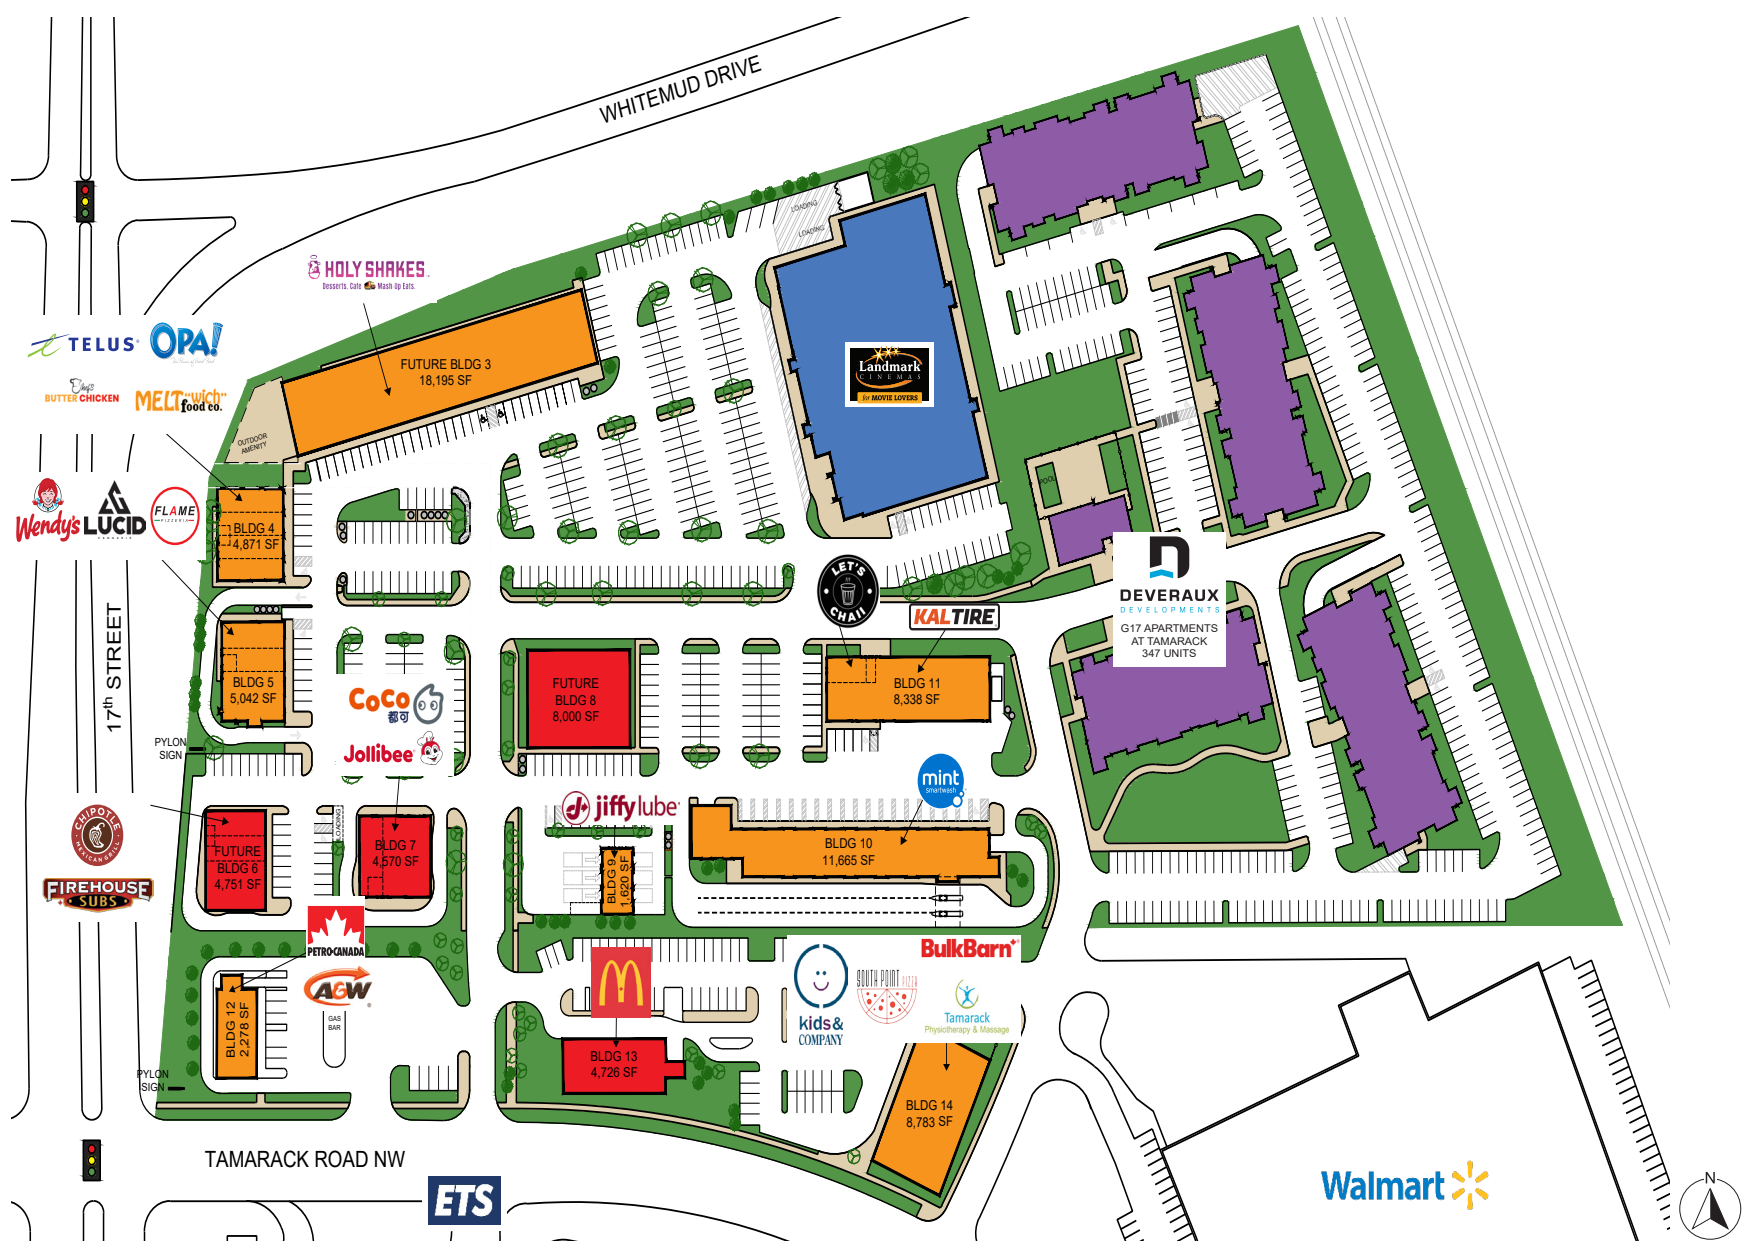 WHITEMUD DRIVE
LOADING
LOADING
HOLY SHAKES
Desserts. Cafe Mash-Up Eats.
TELUS
OPA!
Chef's
BUTTER CHICKEN
MELT "wich"
food co.
FUTURE BLDG 3
18,195 SF
OUTDOOR
AMENITY
Landmark
CINEMAS
for MOVIE LOVERS
Wendy's
LUCID
CANNABIS
FLAME
PIZZERIA
BLDG 4
4,871 SF
POOL
DEVERAUX
DEVELOPMENTS
G17 APARTMENTS
AT TAMARACK
347 UNITS
LET'S
CHAII
KALTIRE
17th STREET
BLDG 5
5,042 SF
PYLON
SIGN
CoCo
都可
Jollibee
FUTURE
BLDG 8
8,000 SF
BLDG 11
8,338 SF
mint
smartwash
jiffylube
CHIPOTLE
MEXICAN GRILL
FIREHOUSE
SUBS
FUTURE
BLDG 6
4,751 SF
LOADING
BLDG 7
4,570 SF
BLDG 9
1,620 SF
BLDG 10
11,665 SF
PETRO-CANADA
A&W
GAS
BAR
BLDG 12
2,278 SF
PYLON
SIGN
BLDG 13
4,726 SF
kids&
COMPANY
SOUTH POINT PIZZA
BulkBarn
Tamarack
Physiotherapy & Massage
BLDG 14
8,783 SF
TAMARACK ROAD NW
ETS
Walmart
N